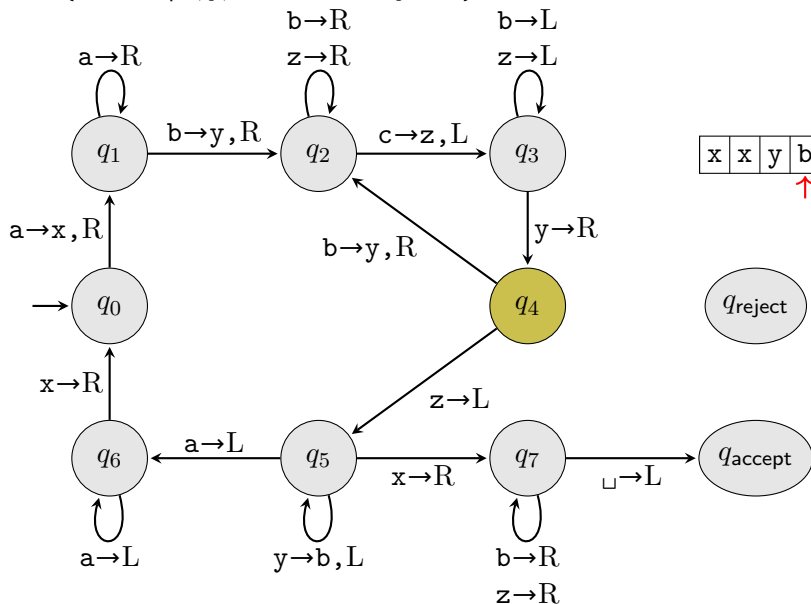 b→R b→L
a→R z→R z→L
q1 b→y,R q2 c→z,L q3 x x y b
↑
a→x,R b→y,R y→R
q0 q4 qreject
x→R z→L
q6 a→L q5 x→R q7 ␣→L qaccept
a→L y→b,L b→R
z→R